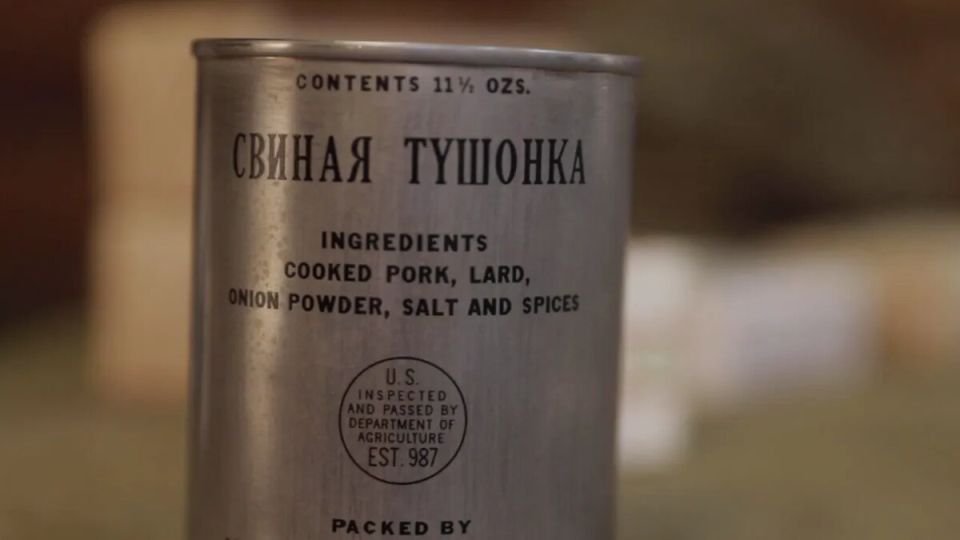 CONTENTS 11½ OZS.
СВИНАЯ ТУШОНКА
INGREDIENTS
COOKED PORK, LARD,
ONION POWDER, SALT AND SPICES
U.S.
INSPECTED
AND PASSED BY
DEPARTMENT OF
AGRICULTURE
EST. 987
PACKED BY